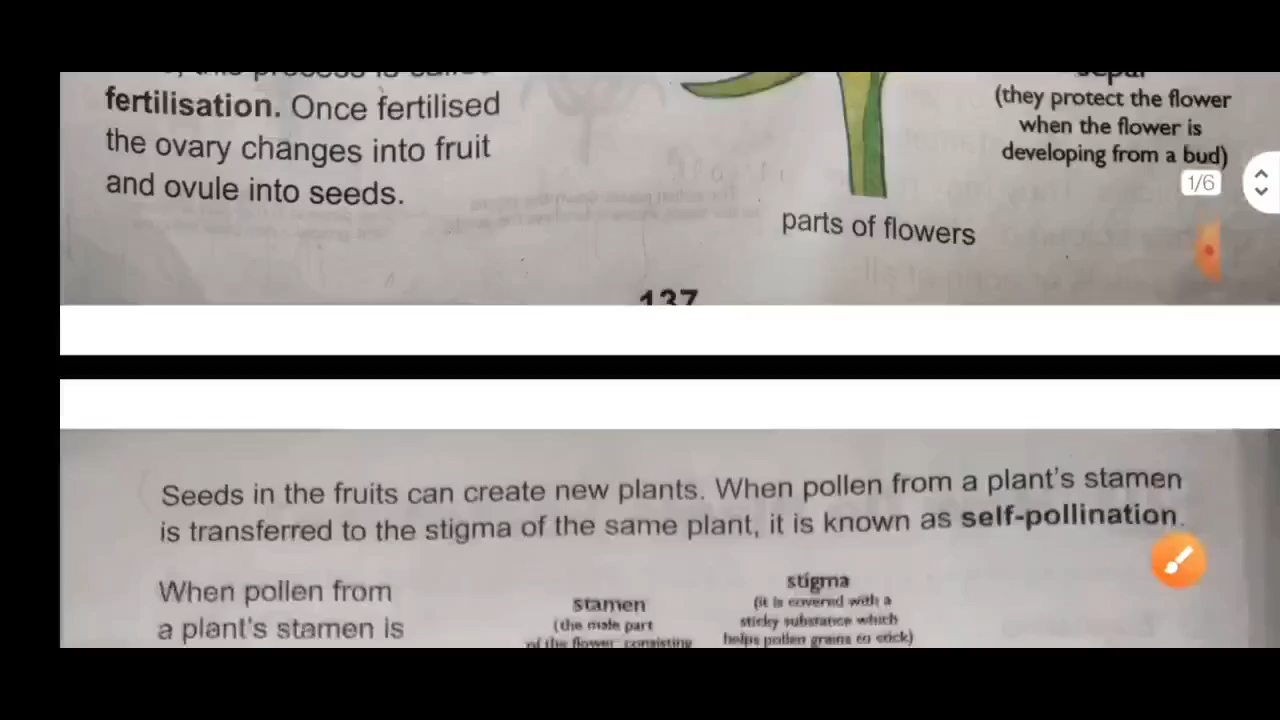 fertilisation. Once fertilised
the ovary changes into fruit
and ovule into seeds.
(they protect the flower
when the flower is
developing from a bud)
1/6
parts of flowers
137
Seeds in the fruits can create new plants. When pollen from a plant's stamen
is transferred to the stigma of the same plant, it is known as self-pollination.
When pollen from
a plant's stamen is
stamen
(the male part
of the flower consisting
stigma
(it is covered with a
sticky substance which
helps pollen grains to stick)